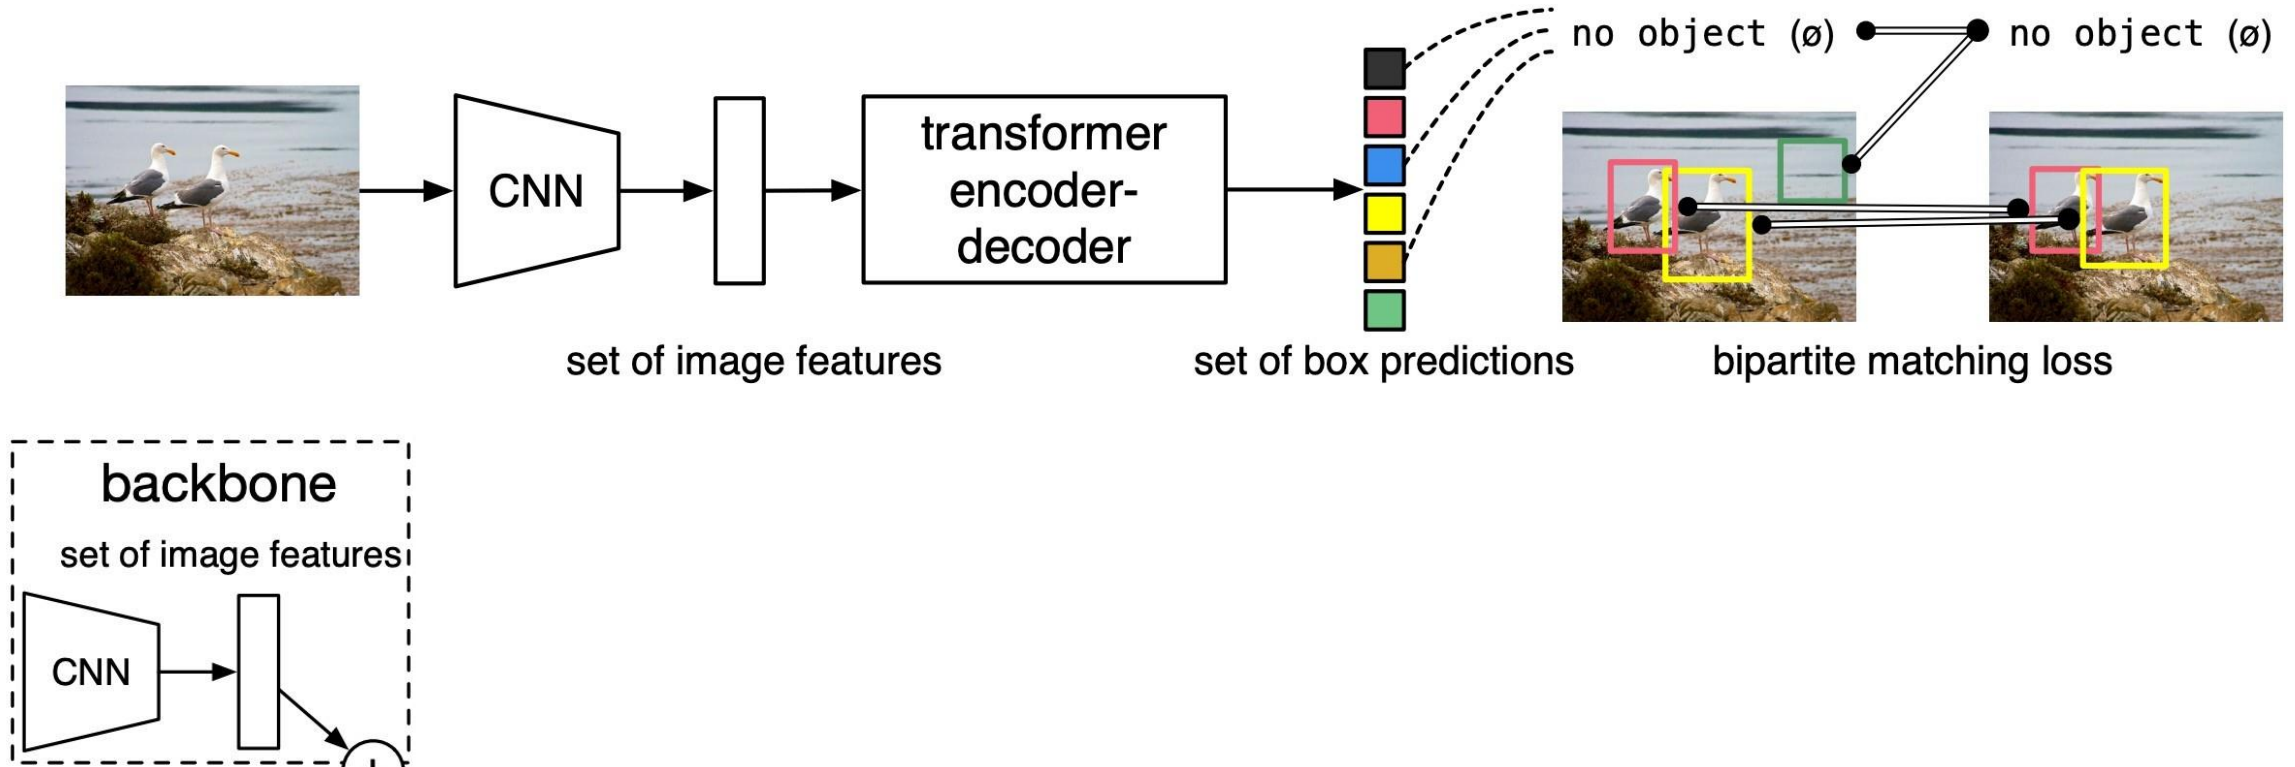 no object (ø)
no object (ø)
CNN
transformer
encoder-
decoder
set of image features
set of box predictions
bipartite matching loss
backbone
set of image features
CNN
+